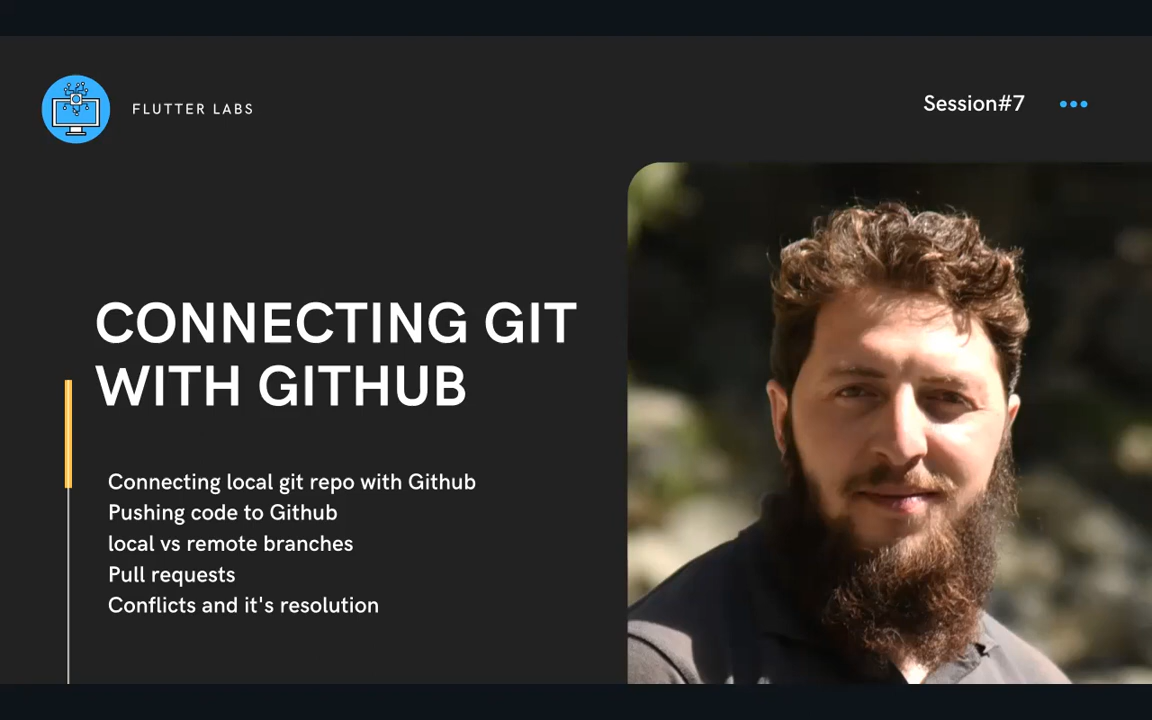 FLUTTER LABS
Session#7
CONNECTING GIT
WITH GITHUB
Connecting local git repo with Github
Pushing code to Github
local vs remote branches
Pull requests
Conflicts and it's resolution